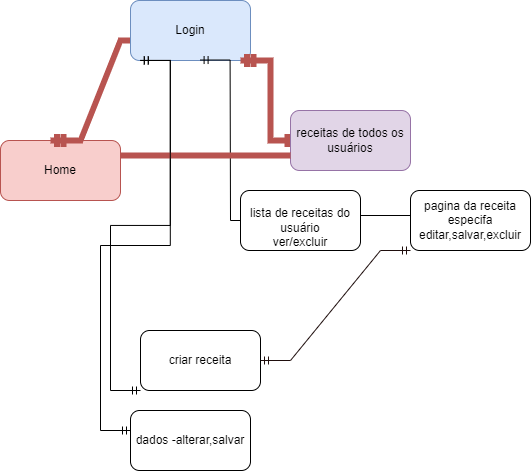 Login
receitas de todos os
usuários
Home
lista de receitas do
usuário
ver/excluir
pagina da receita
especifa
editar,salvar,excluir
criar receita
dados -alterar,salvar